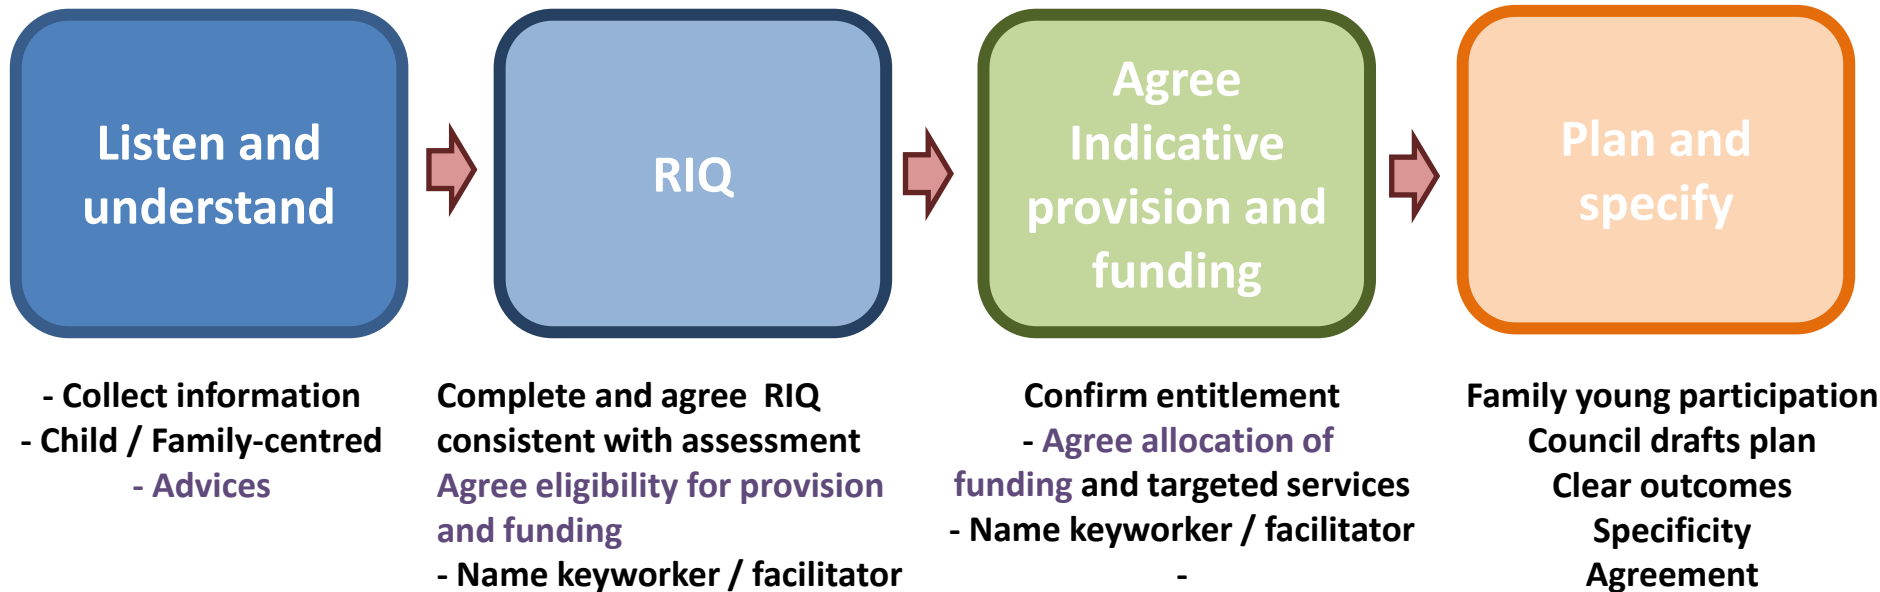 Listen and
understand
RIQ
Agree
Indicative
provision and
funding
Plan and
specify
- Collect information
- Child / Family-centred
- Advices
Complete and agree  RIQ
consistent with assessment
Agree eligibility for provision
and funding
- Name keyworker / facilitator
Confirm entitlement
- Agree allocation of
funding and targeted services
- Name keyworker / facilitator
-
Family young participation
Council drafts plan
Clear outcomes
Specificity
Agreement